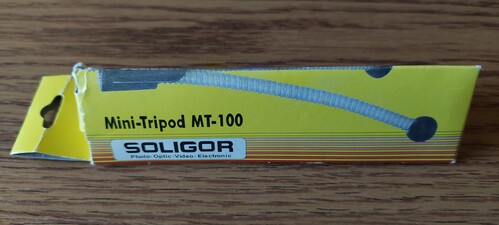 Mini-Tripod MT-100
SOLIGOR
Photo-Optic-Video-Electronic